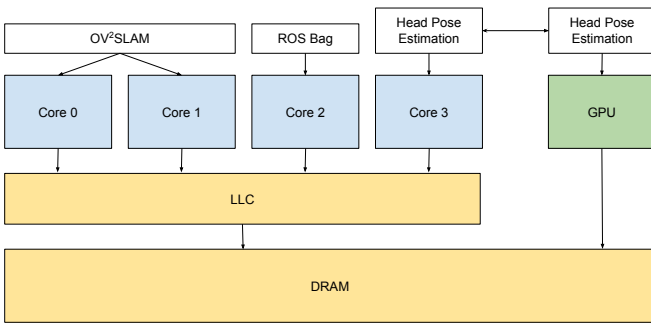 OV²SLAM
ROS Bag
Head Pose
Estimation
Head Pose
Estimation
Core 0
Core 1
Core 2
Core 3
GPU
LLC
DRAM